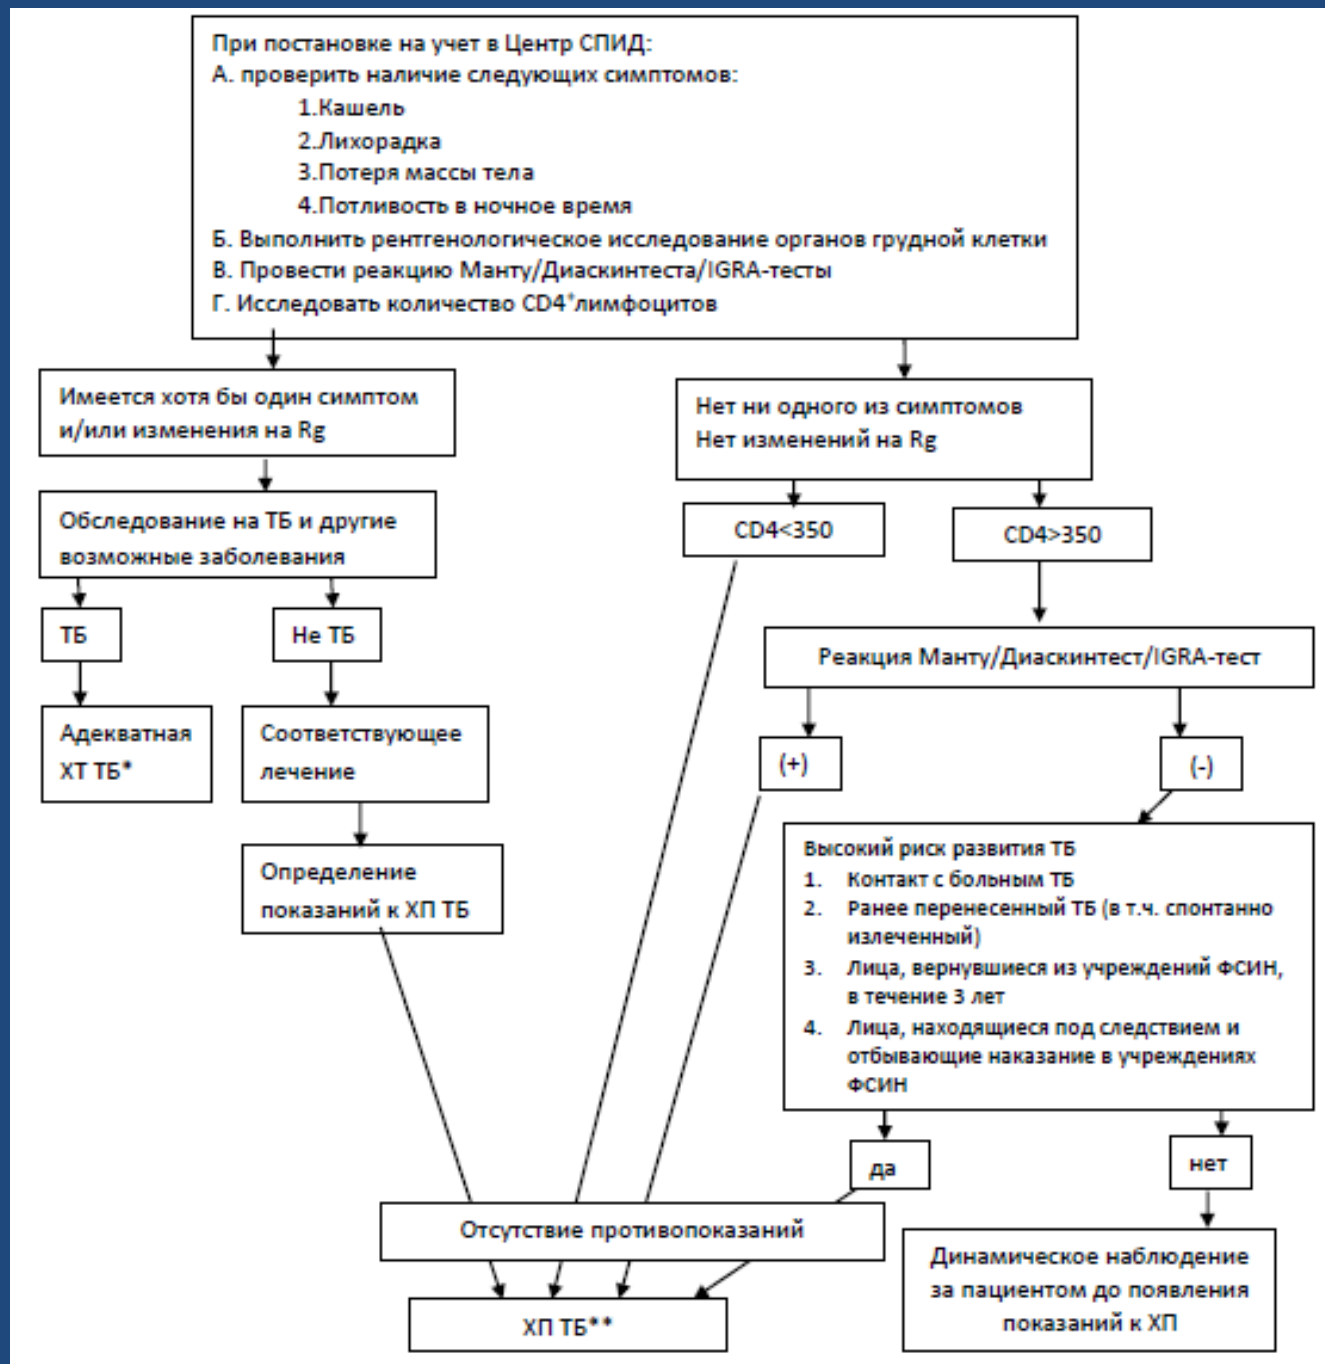 При постановке на учет в Центр СПИД:
А. проверить наличие следующих симптомов:
1.Кашель
2.Лихорадка
3.Потеря массы тела
4.Потливость в ночное время
Б. Выполнить рентгенологическое исследование органов грудной клетки
В. Провести реакцию Манту/Диаскинтеста/IGRA-тесты
Г. Исследовать количество CD4⁺лимфоцитов
Имеется хотя бы один симптом
и/или изменения на Rg
Нет ни одного из симптомов
Нет изменений на Rg
Обследование на ТБ и другие
возможные заболевания
CD4<350
CD4>350
ТБ
Не ТБ
Реакция Манту/Диаскинтест/IGRA-тест
Адекватная
ХТ ТБ*
Соответствующее
лечение
(+)
(-)
Определение
показаний к ХП ТБ
Высокий риск развития ТБ
1. Контакт с больным ТБ
2. Ранее перенесенный ТБ (в т.ч. спонтанно
излеченный)
3. Лица, вернувшиеся из учреждений ФСИН,
в течение 3 лет
4. Лица, находящиеся под следствием и
отбывающие наказание в учреждениях
ФСИН
да
нет
Отсутствие противопоказаний
Динамическое наблюдение
за пациентом до появления
показаний к ХП
ХП ТБ**